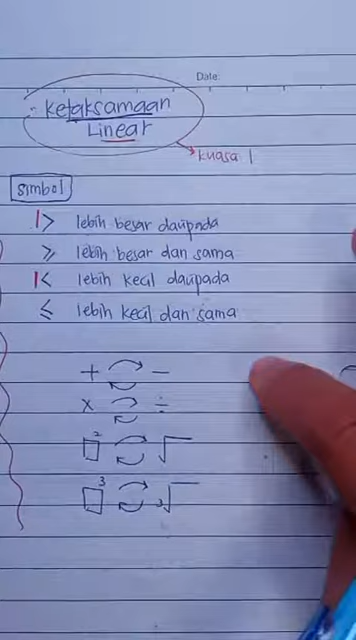 Date:
Ketaksamaan
Linear
kuasa 1
simbol
> lebih besar daripada
≥ lebih besar dan sama
< lebih kecil daripada
≤ lebih kecil dan sama
+ −
× ÷
□² √
□³ ³√